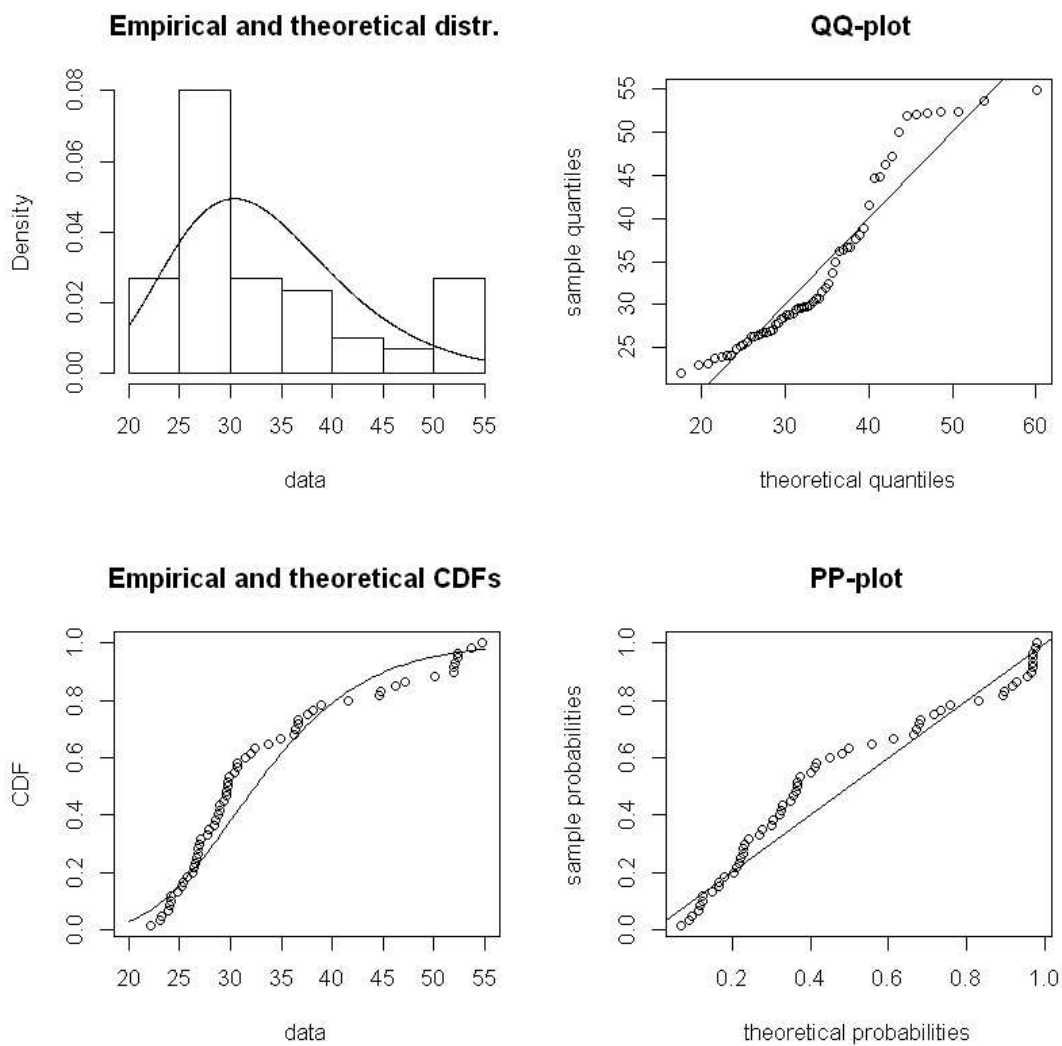 Empirical and theoretical distr.
Density
0.00 0.02 0.04 0.06 0.08
20 25 30 35 40 45 50 55
data
QQ-plot
sample quantiles
25 30 35 40 45 50 55
20 30 40 50 60
theoretical quantiles
Empirical and theoretical CDFs
CDF
0.0 0.2 0.4 0.6 0.8 1.0
20 25 30 35 40 45 50 55
data
PP-plot
sample probabilities
0.0 0.2 0.4 0.6 0.8 1.0
0.2 0.4 0.6 0.8 1.0
theoretical probabilities